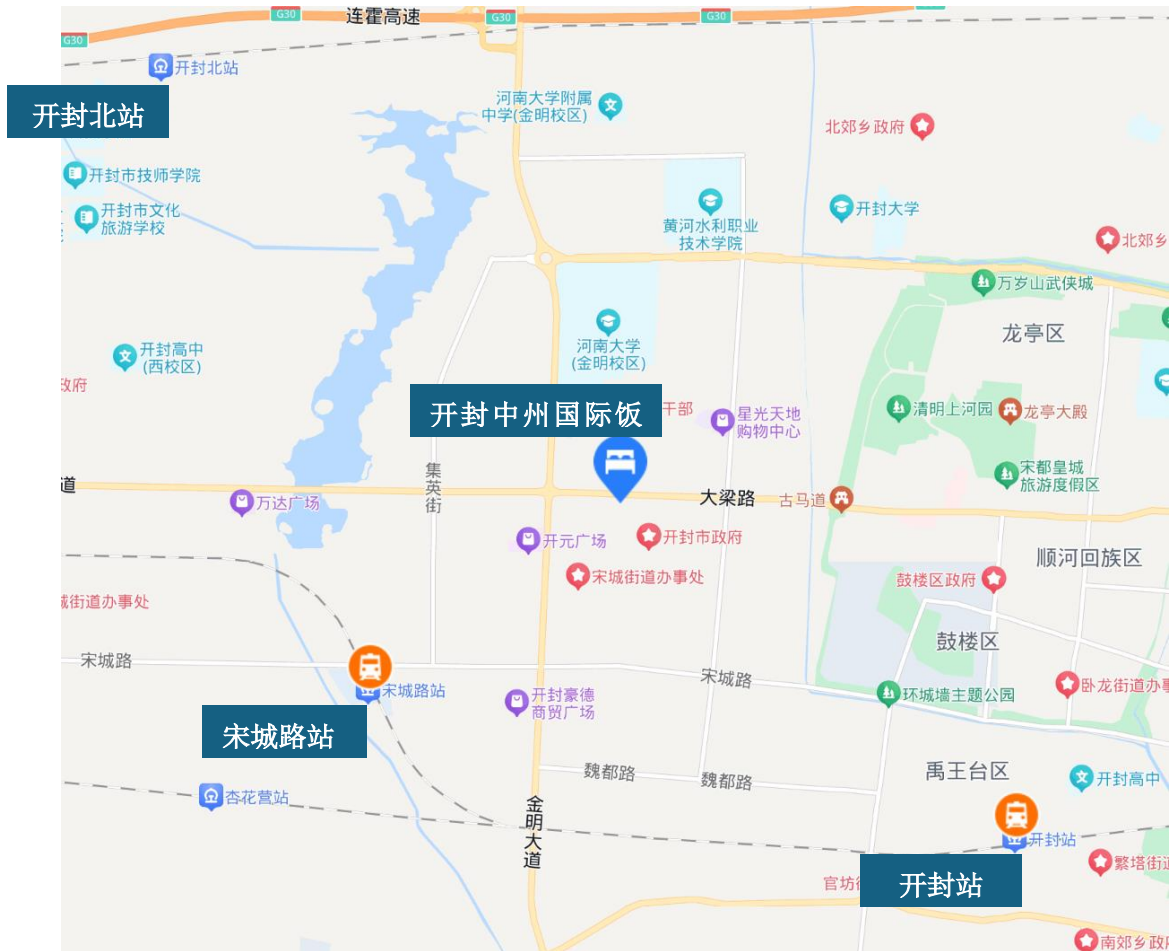 G30
连霍高速
G30
G30
G30
开封北站
开封北站
河南大学附属
中学(金明校区)
北郊乡政府
开封市技师学院
开封市文化
旅游学校
黄河水利职业
技术学院
开封大学
北郊乡
万岁山武侠城
龙亭区
河南大学
(金明校区)
开封高中
(西校区)
政府
开封中州国际饭
干部
星光天地
购物中心
清明上河园
龙亭大殿
宋都皇城
旅游度假区
集英街
道
万达广场
大梁路
古马道
开元广场
开封市政府
宋城街道办事处
顺河回族区
鼓楼区政府
城街道办事处
鼓楼区
宋城路
宋城路
宋城路站
开封豪德
商贸广场
环城墙主题公园
卧龙街道办事
宋城路站
魏都路
魏都路
禹王台区
开封高中
杏花营站
金明大道
开封站
繁塔街道
官坊街
开封站
南郊乡政府